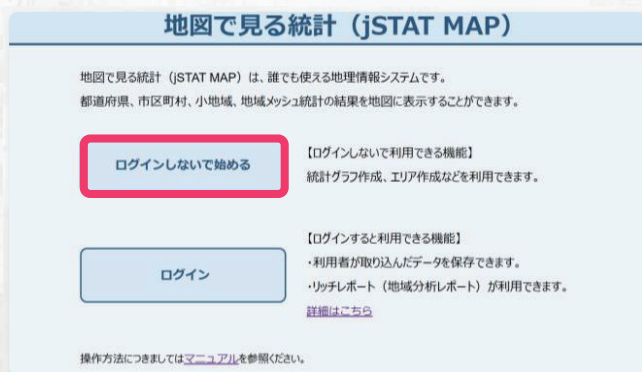 地図で見る統計（jSTAT MAP）
地図で見る統計（jSTAT MAP）は、誰でも使える地理情報システムです。
都道府県、市区町村、小地域、地域メッシュ統計の結果を地図に表示することができます。
ログインしないで始める
【ログインしないで利用できる機能】
統計グラフ作成、エリア作成などを利用できます。
ログイン
【ログインすると利用できる機能】
・利用者が取り込んだデータを保存できます。
・リッチレポート（地域分析レポート）が利用できます。
詳細はこちら
操作方法につきましてはマニュアルを参照ください。